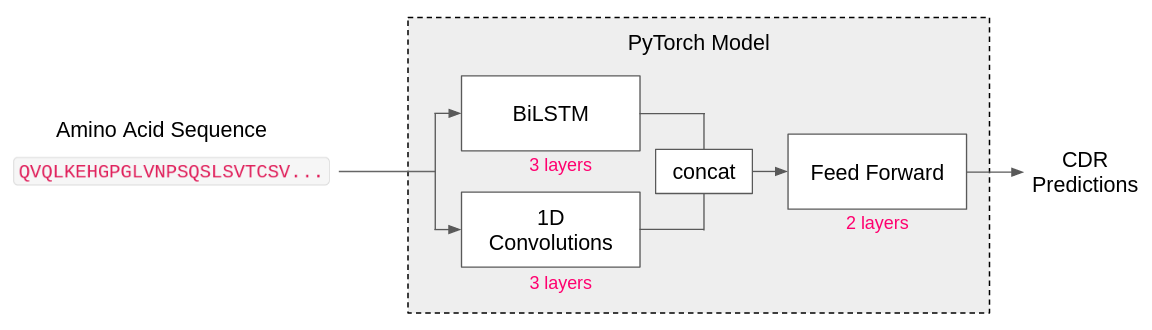 PyTorch Model
Amino Acid Sequence
QVQLKEHGPGLVNPSQSLSVTCSV...
BiLSTM
3 layers
1D
Convolutions
3 layers
concat
Feed Forward
2 layers
CDR
Predictions